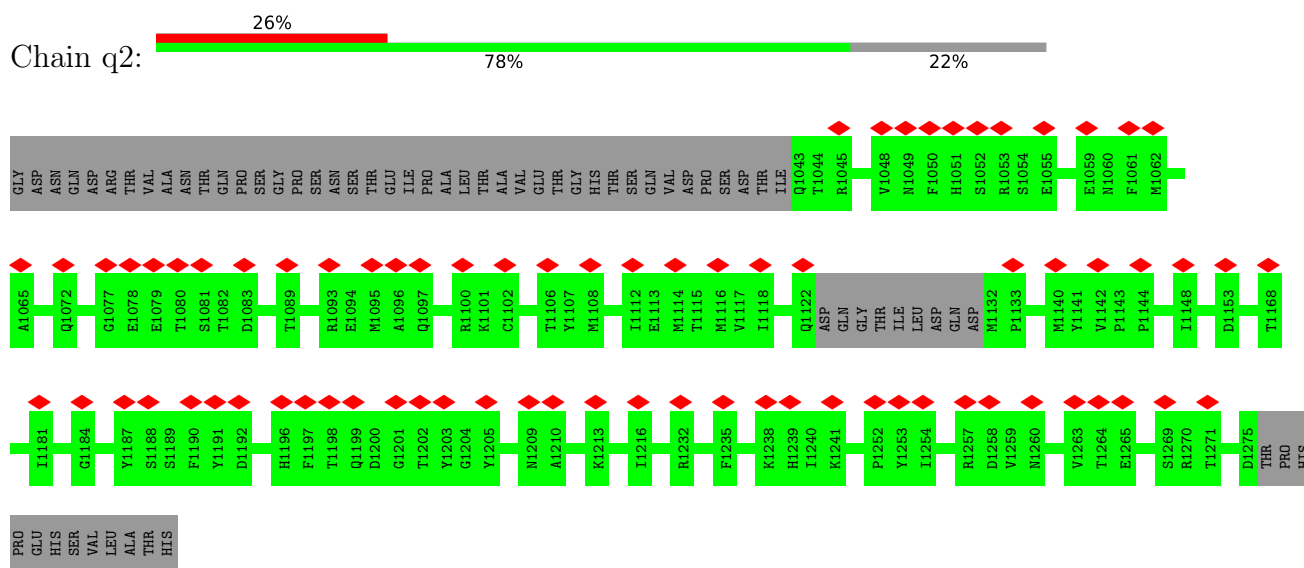 26%
Chain q2:
78% 22%
GLY ASP ASN GLN ASP ARG THR VAL ALA ASN THR GLN PRO SER GLY PRO SER ASN SER THR GLU ILE PRO ALA LEU THR ALA VAL GLU THR GLY HIS THR SER GLN VAL ASP PRO SER ASP THR ILE Q1043 T1044 R1045 V1048 N1049 F1050 H1051 S1052 R1053 S1054 E1055 E1059 N1060 F1061 M1062
A1065 Q1072 G1077 E1078 E1079 T1080 S1081 T1082 D1083 T1089 R1093 E1094 M1095 A1096 Q1097 R1100 K1101 C1102 T1106 Y1107 M1108 I1112 E1113 M1114 T1115 M1116 V1117 I1118 Q1122 ASP GLN GLY THR ILE LEU ASP GLN ASP M1132 P1133 M1140 Y1141 V1142 P1143 P1144 I1148 D1153 T1168
I1181 G1184 Y1187 S1188 S1189 F1190 Y1191 D1192 H1196 F1197 T1198 Q1199 D1200 G1201 T1202 Y1203 G1204 Y1205 N1209 A1210 K1213 I1216 R1232 F1235 K1238 H1239 I1240 K1241 P1252 Y1253 I1254 R1257 D1258 V1259 N1260 V1263 T1264 E1265 S1269 R1270 T1271 D1275 THR PRO HIS
PRO GLU HIS SER VAL LEU ALA THR HIS